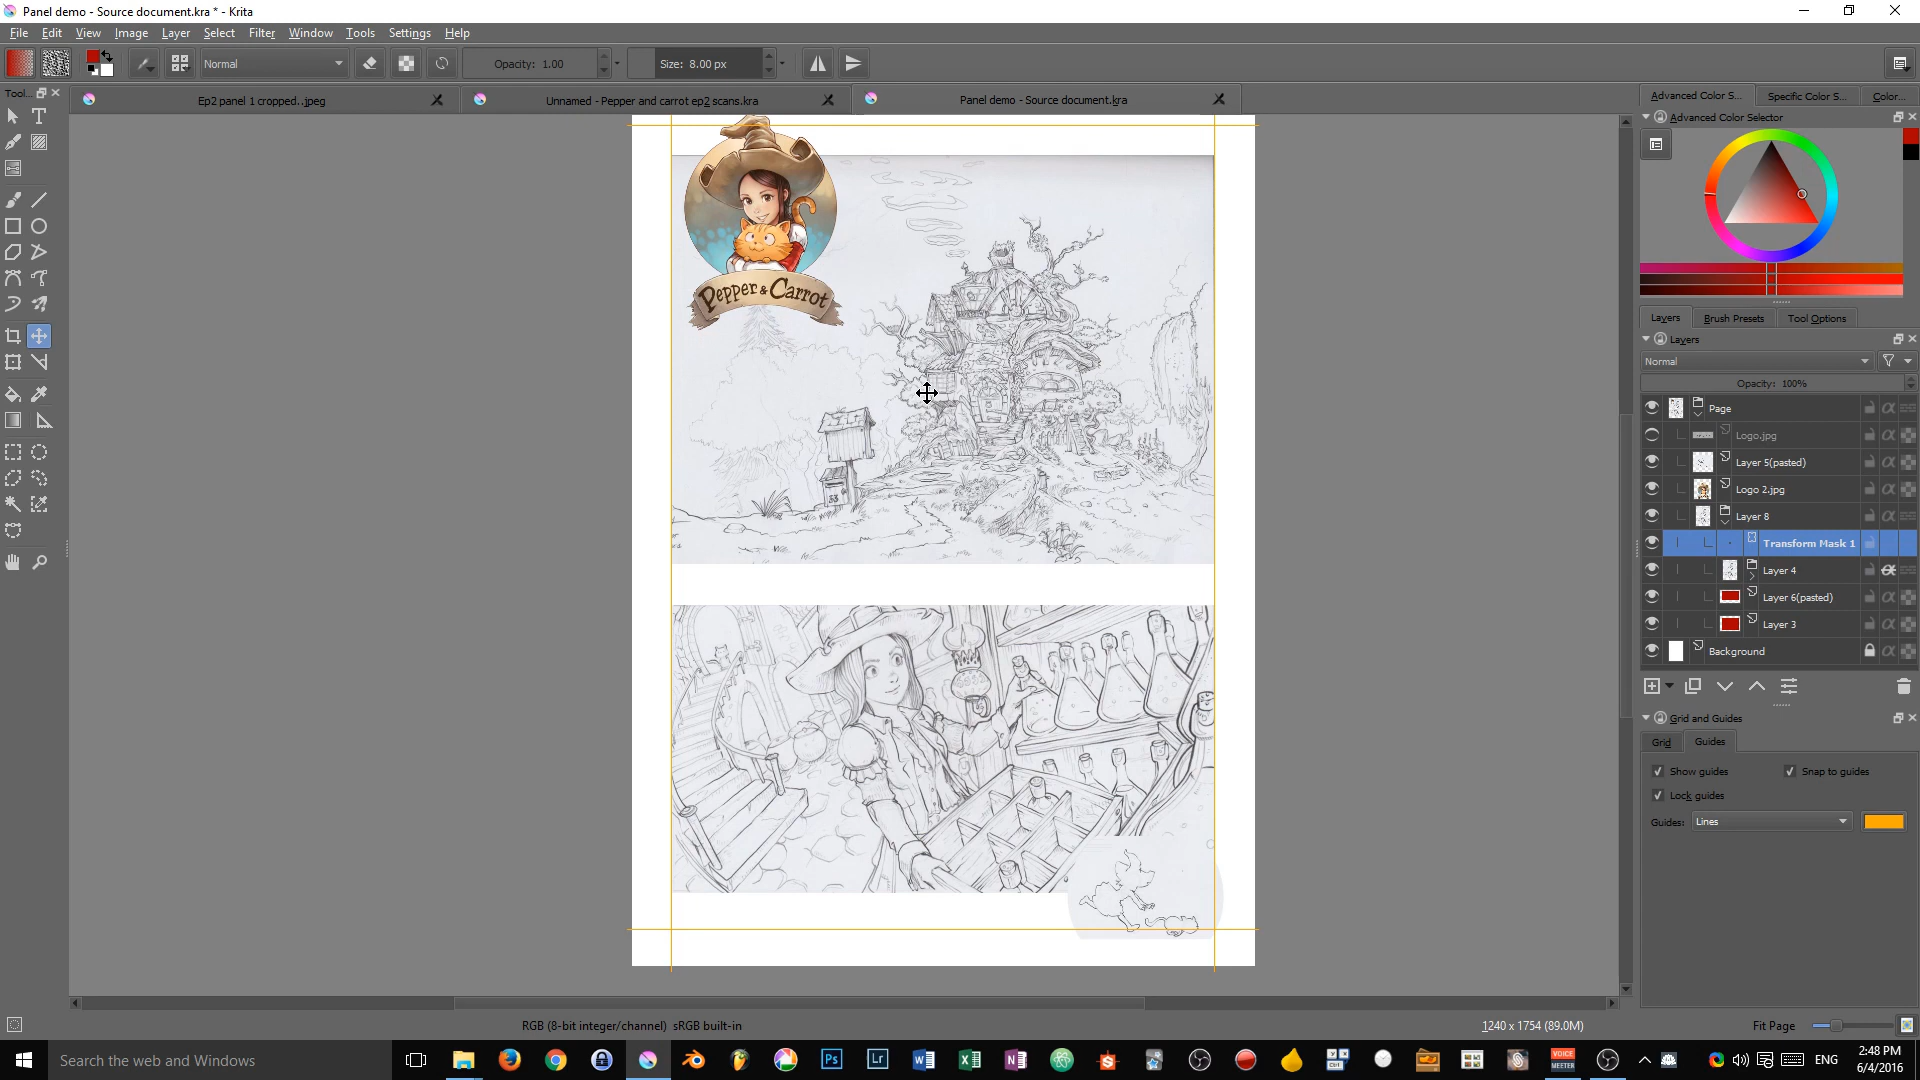 Panel demo - Source document.kra * - Krita
File Edit View Image Layer Select Filter Window Tools Settings Help
Normal Opacity: 1.00 Size: 8.00 px
Tool...
Ep2 panel 1 cropped..jpeg
Unnamed - Pepper and carrot ep2 scans.kra
Panel demo - Source document.kra
Advanced Color S... Specific Color S... Color...
Advanced Color Selector
Pepper & Carrot
33
Layers Brush Presets Tool Options
Layers
Normal
Opacity: 100%
Page
Logo.jpg
Layer 5(pasted)
Logo 2.jpg
Layer 8
Transform Mask 1
Layer 4
Layer 6(pasted)
Layer 3
Background
Grid and Guides
Grid Guides
Show guides Snap to guides
Lock guides
Guides: Lines
RGB (8-bit integer/channel) sRGB built-in
1240 x 1754 (89.0M)
Fit Page
Search the web and Windows
Ps
Lr
VOICE
MEETER
ENG
2:48 PM
6/4/2016